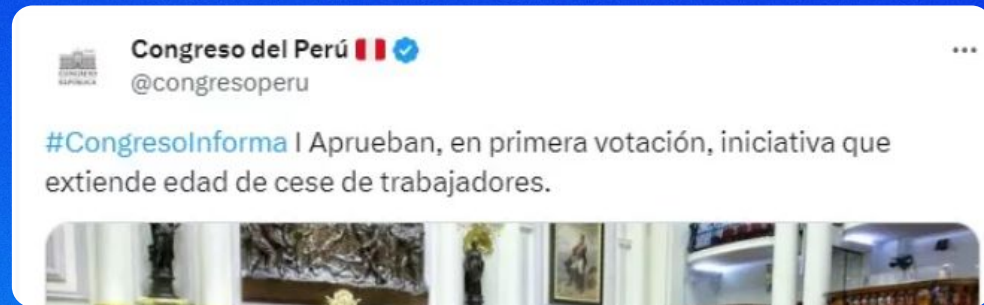 Congreso del Perú 🇵🇪
@congresoperu
#CongresoInforma I Aprueban, en primera votación, iniciativa que
extiende edad de cese de trabajadores.